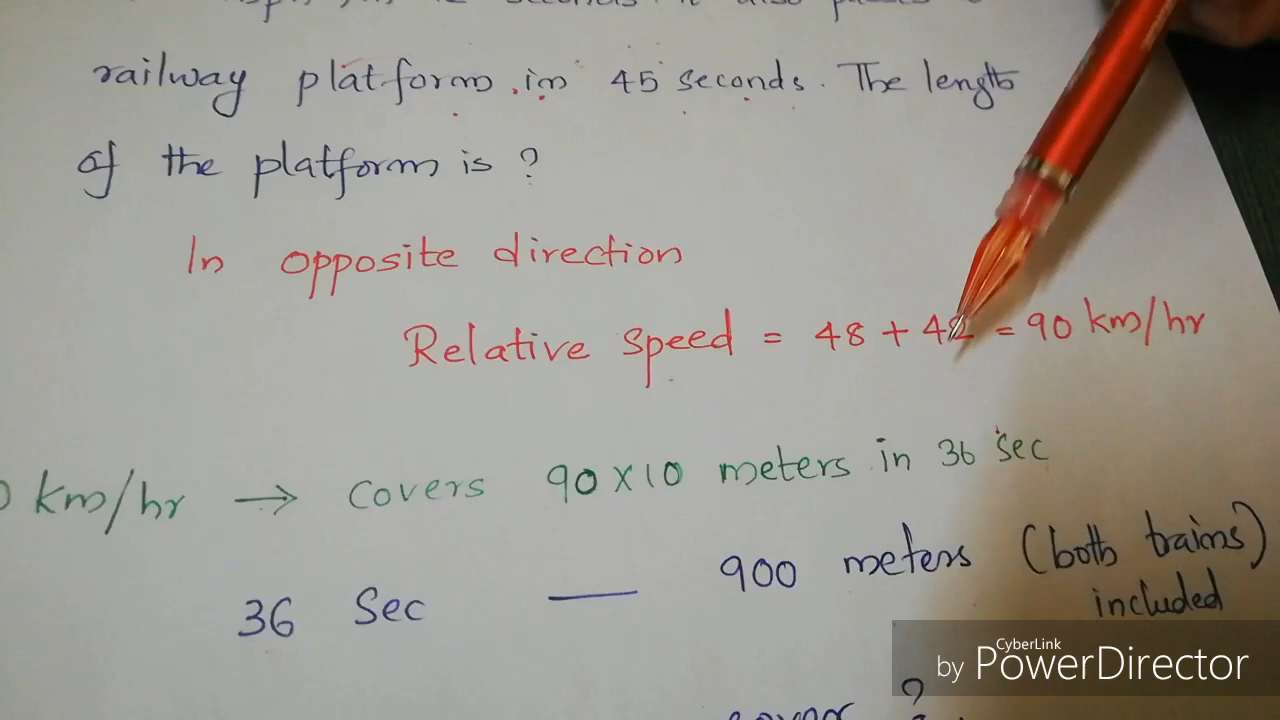 railway platform in 45 seconds. The length
of the platform is ?
In opposite direction
Relative speed = 48 + 42 = 90 km/hr
km/hr → covers 90 X 10 meters in 36 sec
36 Sec — 900 meters (both trains)
included
CyberLink
by PowerDirector
?